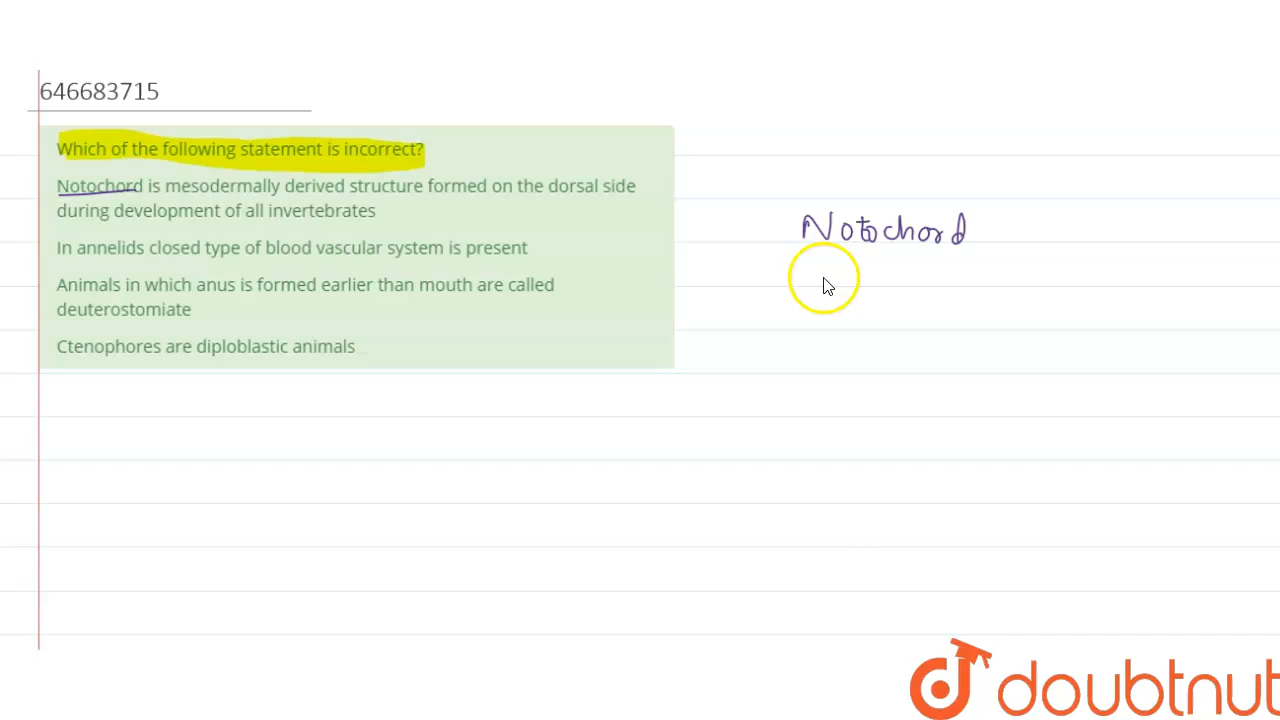 646683715
Which of the following statement is incorrect?
Notochord is mesodermally derived structure formed on the dorsal side
during development of all invertebrates
In annelids closed type of blood vascular system is present
Animals in which anus is formed earlier than mouth are called
deuterostomiate
Ctenophores are diploblastic animals
Notochord
doubtnut